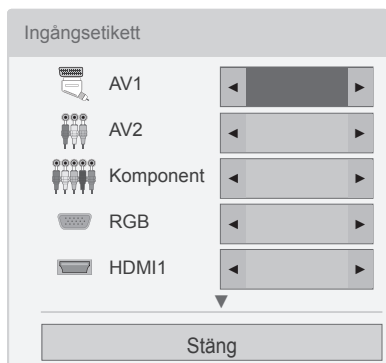 Ingångsetikett
AV1
AV2
Komponent
RGB
HDMI1
Stäng